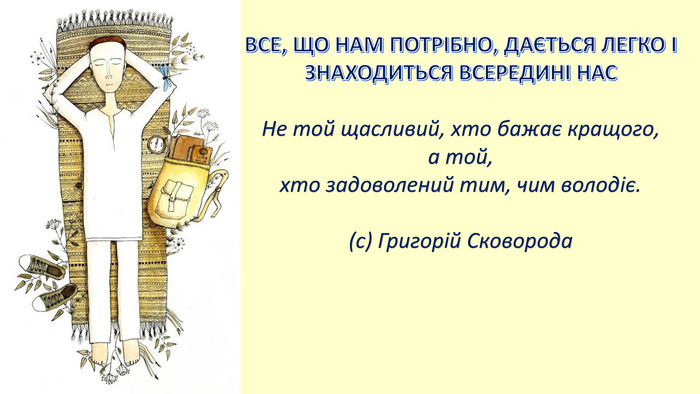 ВСЕ, ЩО НАМ ПОТРІБНО, ДАЄТЬСЯ ЛЕГКО І
ЗНАХОДИТЬСЯ ВСЕРЕДИНІ НАС
Не той щасливий, хто бажає кращого,
а той,
хто задоволений тим, чим володіє.
(с) Григорій Сковорода